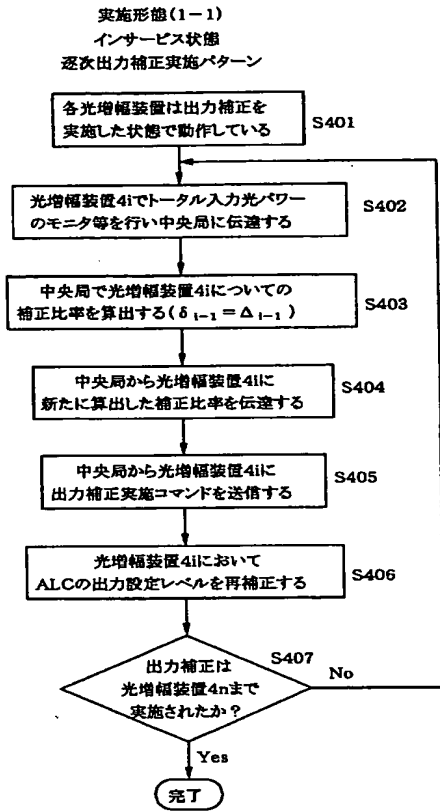 実施形態(1-1)
インサービス状態
逐次出力補正実施パターン
各光増幅装置は出力補正を
実施した状態で動作している
S401
光増幅装置4iでトータル入力光パワー
のモニタ等を行い中央局に伝達する
S402
中央局で光増幅装置4iについての
補正比率を算出する(δi-1=Δi-1)
S403
中央局から光増幅装置4iに
新たに算出した補正比率を伝達する
S404
中央局から光増幅装置4iに
出力補正実施コマンドを送信する
S405
光増幅装置4iにおいて
ALCの出力設定レベルを再補正する
S406
出力補正は
光増幅装置4nまで
実施されたか?
S407
No
Yes
完了